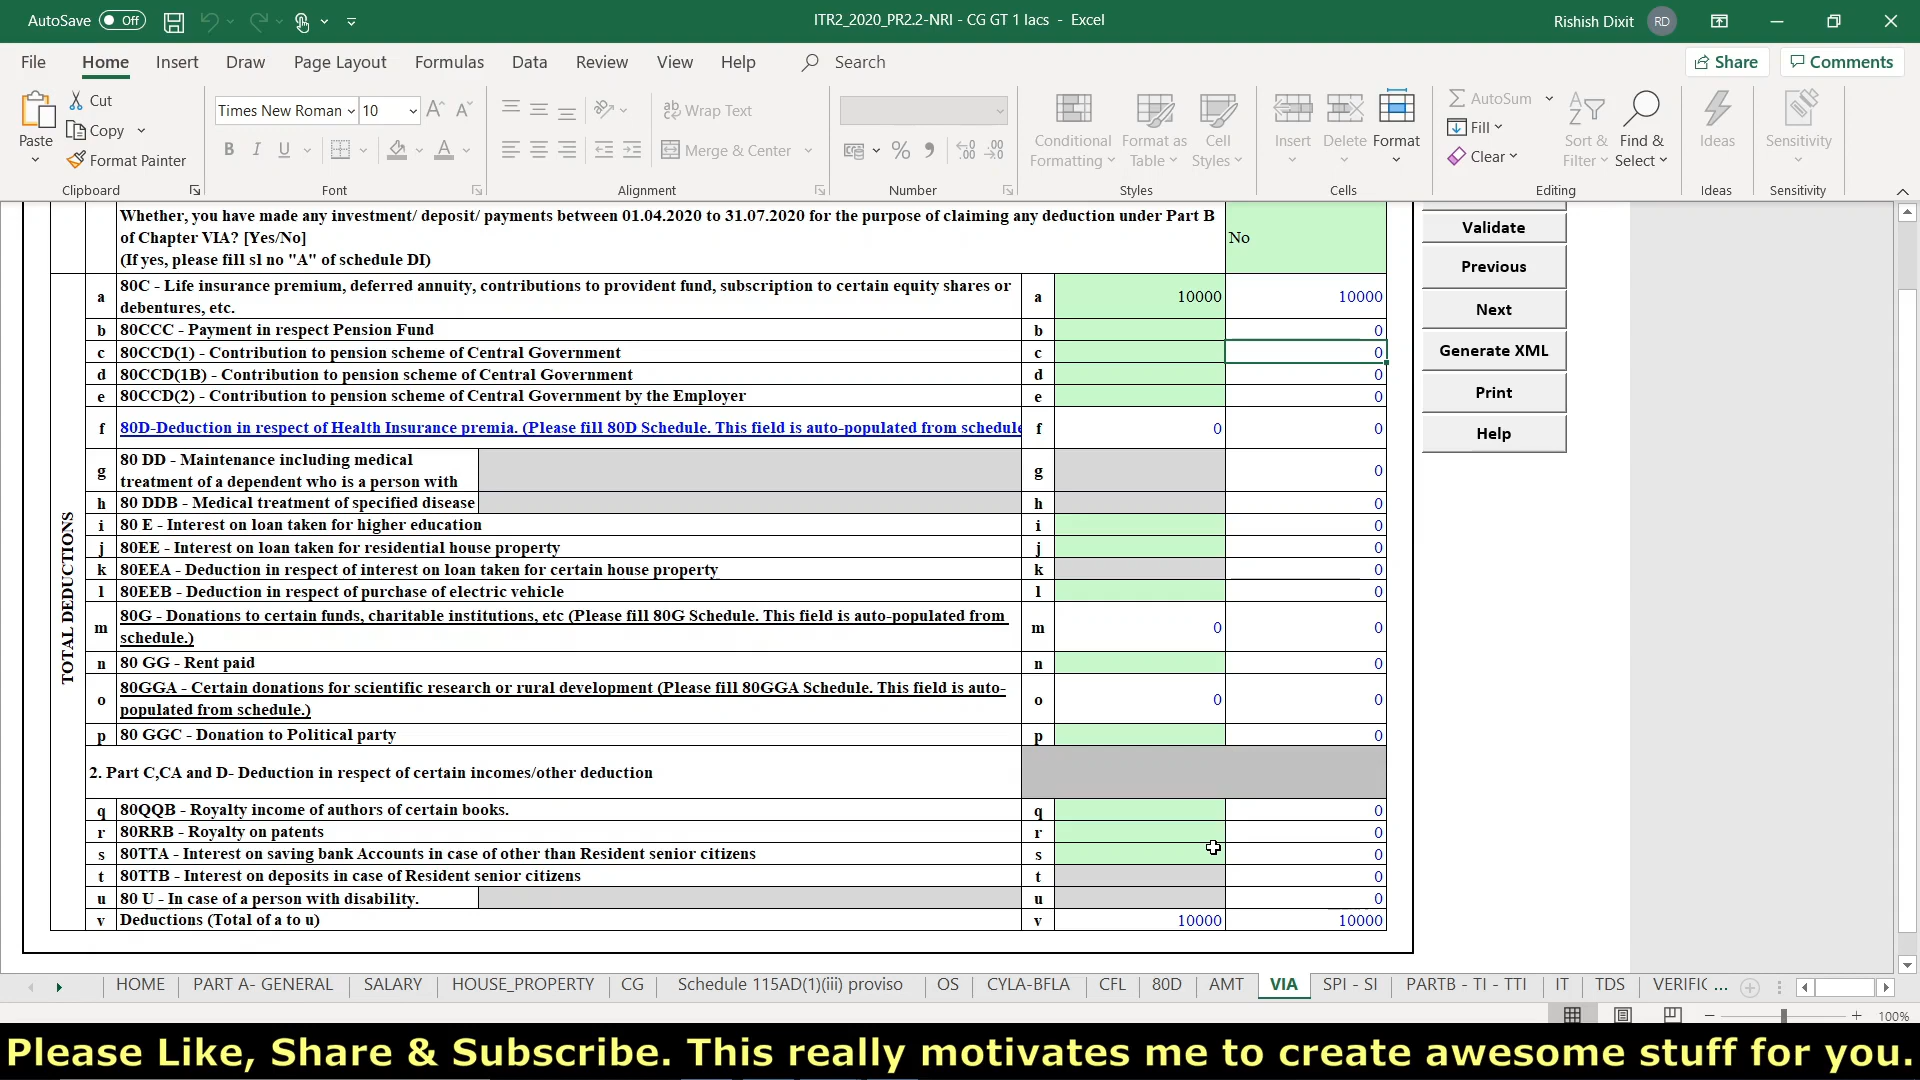 AutoSave Off
ITR2_2020_PR2.2-NRI - CG GT 1 lacs - Excel
Rishish Dixit RD
File Home Insert Draw Page Layout Formulas Data Review View Help Search
Share Comments
Paste
Cut
Copy
Format Painter
Clipboard
Times New Roman 10
B I U
Font
Wrap Text
Merge & Center
Alignment
Number
Conditional Formatting
Format as Table
Cell Styles
Styles
Insert Delete Format
Cells
AutoSum
Fill
Clear
Sort & Filter
Find & Select
Editing
Ideas
Ideas
Sensitivity
Sensitivity
Whether, you have made any investment/ deposit/ payments between 01.04.2020 to 31.07.2020 for the purpose of claiming any deduction under Part B
of Chapter VIA? [Yes/No]
(If yes, please fill sl no "A" of schedule DI)
No
TOTAL DEDUCTIONS
a 80C - Life insurance premium, deferred annuity, contributions to provident fund, subscription to certain equity shares or
debentures, etc. a 10000 10000
b 80CCC - Payment in respect Pension Fund b 0
c 80CCD(1) - Contribution to pension scheme of Central Government c 0
d 80CCD(1B) - Contribution to pension scheme of Central Government d 0
e 80CCD(2) - Contribution to pension scheme of Central Government by the Employer e 0
f 80D-Deduction in respect of Health Insurance premia. (Please fill 80D Schedule. This field is auto-populated from schedule f 0 0
g 80 DD - Maintenance including medical
treatment of a dependent who is a person with g 0
h 80 DDB - Medical treatment of specified disease h 0
i 80 E - Interest on loan taken for higher education i 0
j 80EE - Interest on loan taken for residential house property j 0
k 80EEA - Deduction in respect of interest on loan taken for certain house property k 0
l 80EEB - Deduction in respect of purchase of electric vehicle l 0
m 80G - Donations to certain funds, charitable institutions, etc (Please fill 80G Schedule. This field is auto-populated from
schedule.) m 0 0
n 80 GG - Rent paid n 0
o 80GGA - Certain donations for scientific research or rural development (Please fill 80GGA Schedule. This field is auto-
populated from schedule.) o 0 0
p 80 GGC - Donation to Political party p 0
2. Part C,CA and D- Deduction in respect of certain incomes/other deduction
q 80QQB - Royalty income of authors of certain books. q 0
r 80RRB - Royalty on patents r 0
s 80TTA - Interest on saving bank Accounts in case of other than Resident senior citizens s 0
t 80TTB - Interest on deposits in case of Resident senior citizens t 0
u 80 U - In case of a person with disability. u 0
v Deductions (Total of a to u) v 10000 10000
Validate
Previous
Next
Generate XML
Print
Help
HOME PART A- GENERAL SALARY HOUSE_PROPERTY CG Schedule 115AD(1)(iii) proviso OS CYLA-BFLA CFL 80D AMT VIA SPI - SI PARTB - TI - TTI IT TDS VERIFIC ...
100%
Please Like, Share & Subscribe. This really motivates me to create awesome stuff for you.